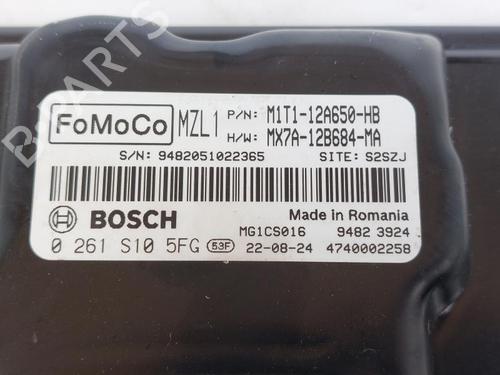 FoMoCo MZL1 P/N: M1T1-12A650-HB
H/W: MX7A-12B684-MA
S/N: 9482051022365 SITE: S2SZJ
BOSCH Made in Romania
MG1CS016 9482 3924
0 261 S10 5FG 53F 22-08-24 4740002258